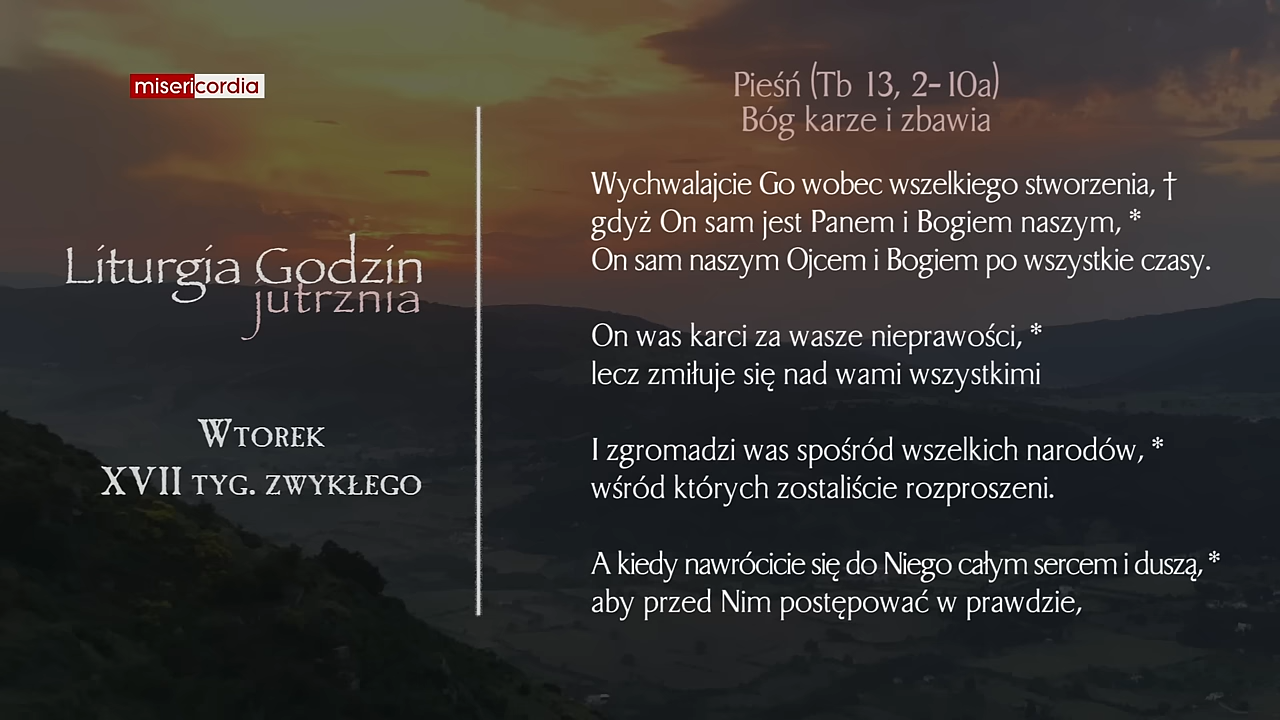 misericordia
Liturgia Godzin
jutrznia
Wtorek
XVII tyg. zwykłego
Pieśń (Tb 13, 2-10a)
Bóg karze i zbawia
Wychwalajcie Go wobec wszelkiego stworzenia, †
gdyż On sam jest Panem i Bogiem naszym, *
On sam naszym Ojcem i Bogiem po wszystkie czasy.
On was karci za wasze nieprawości, *
lecz zmiłuje się nad wami wszystkimi
I zgromadzi was spośród wszelkich narodów, *
wśród których zostaliście rozproszeni.
A kiedy nawrócicie się do Niego całym sercem i duszą, *
aby przed Nim postępować w prawdzie,